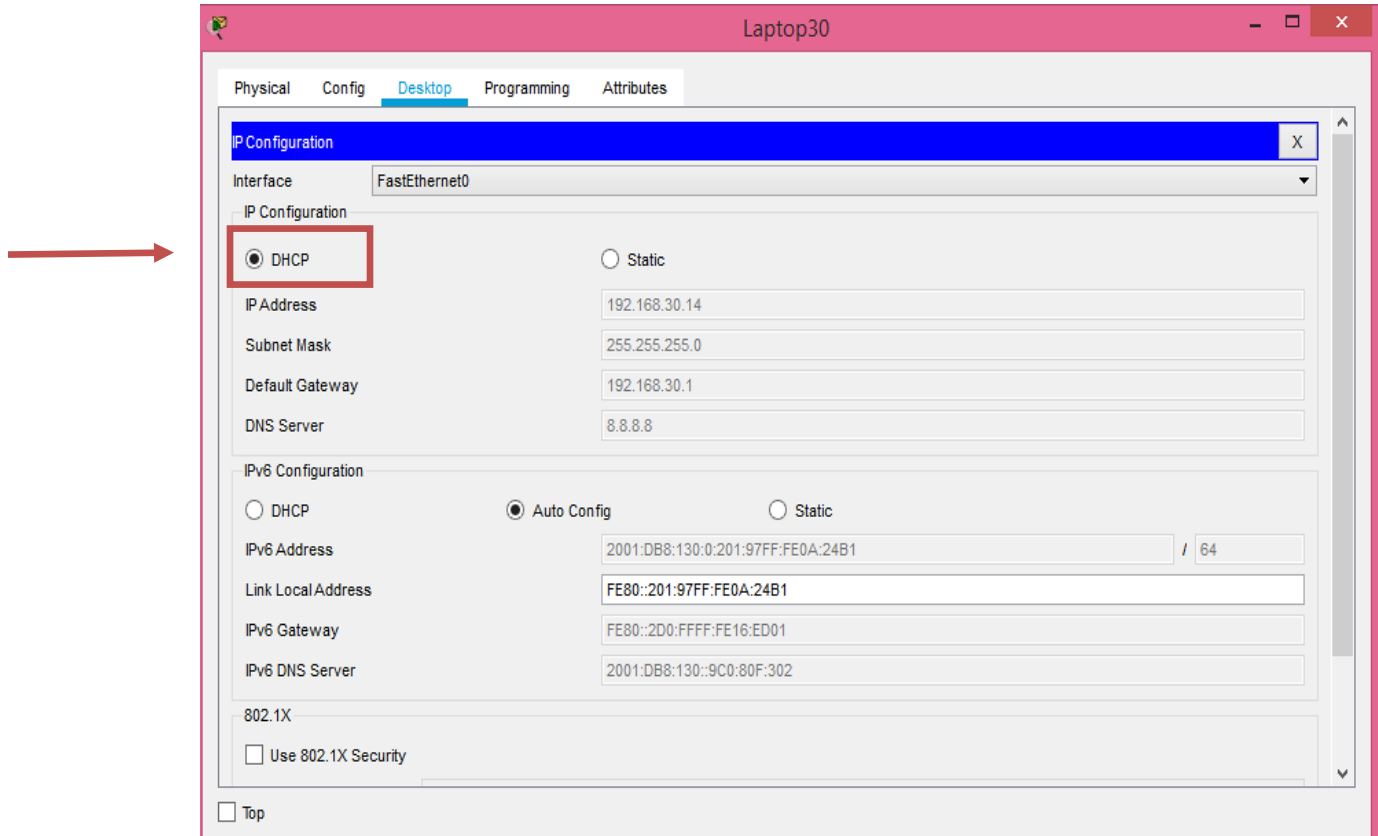 Laptop30
Physical Config Desktop Programming Attributes
IP Configuration X
Interface FastEthernet0
IP Configuration
DHCP Static
IP Address 192.168.30.14
Subnet Mask 255.255.255.0
Default Gateway 192.168.30.1
DNS Server 8.8.8.8
IPv6 Configuration
DHCP Auto Config Static
IPv6 Address 2001:DB8:130:0:201:97FF:FE0A:24B1 / 64
Link Local Address FE80::201:97FF:FE0A:24B1
IPv6 Gateway FE80::2D0:FFFF:FE16:ED01
IPv6 DNS Server 2001:DB8:130::9C0:80F:302
802.1X
Use 802.1X Security
Top